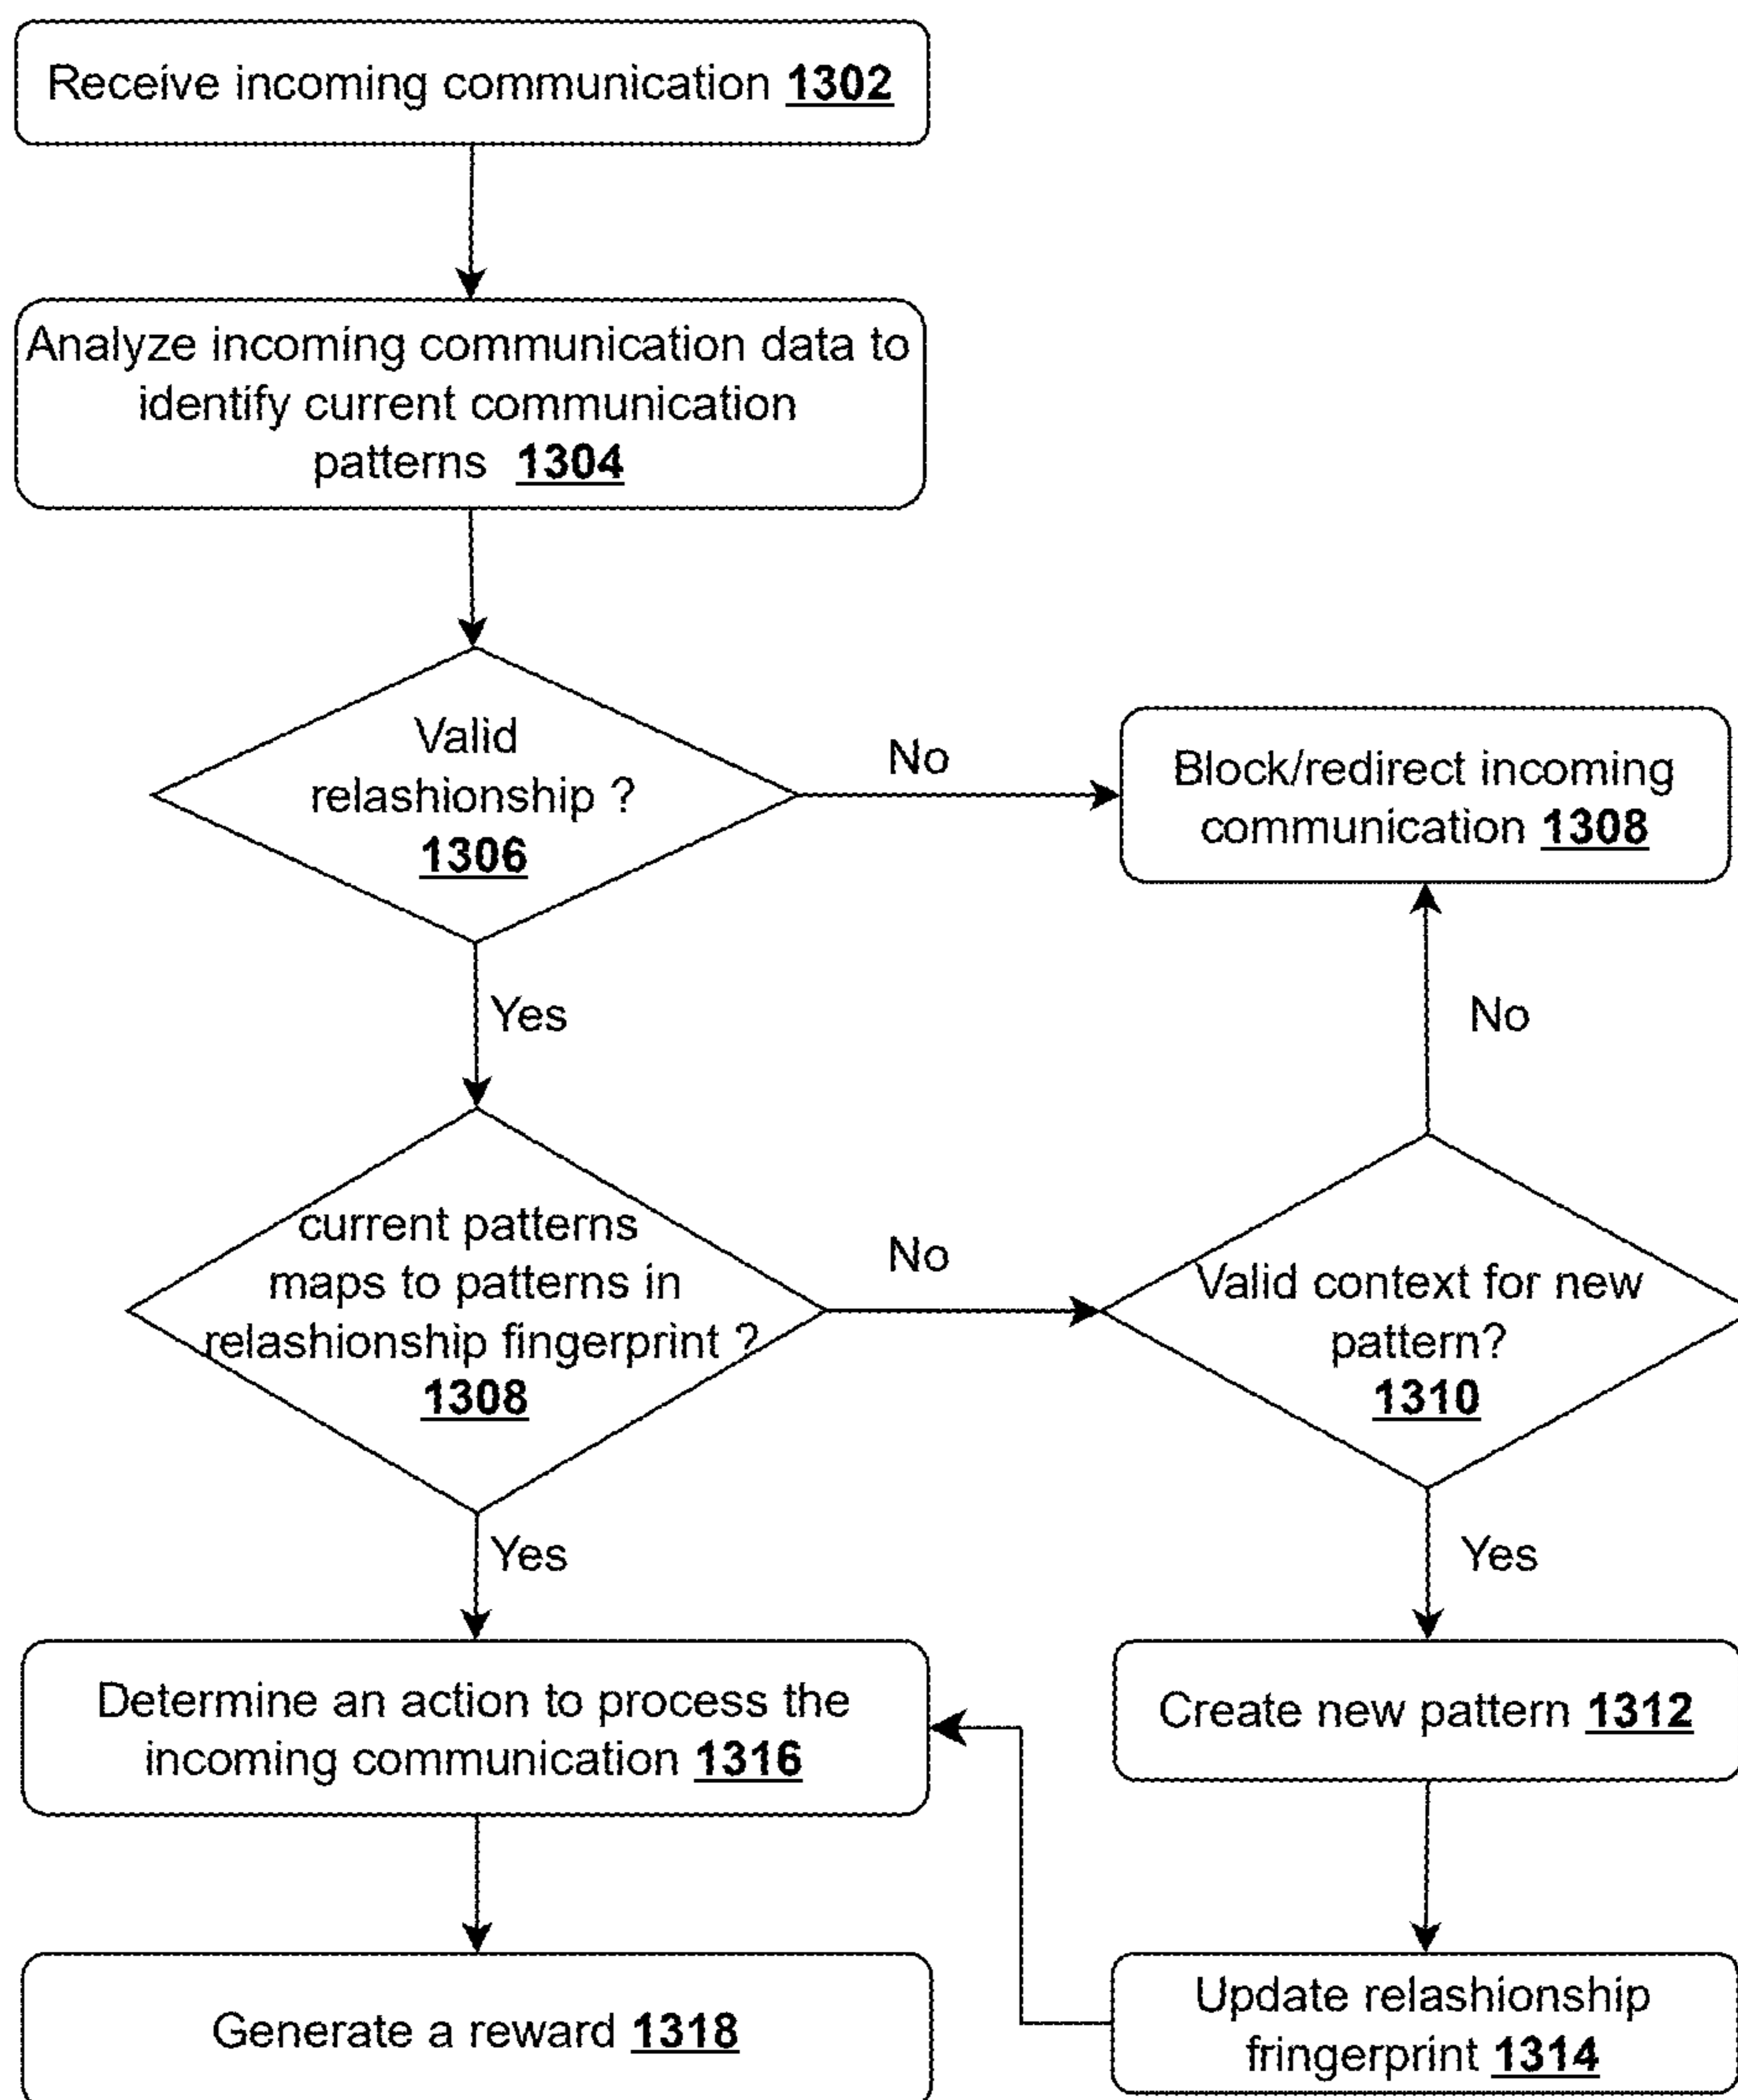 Receive incoming communication 1302
Analyze incoming communication data to
identify current communication
patterns 1304
Valid
relashionship ?
1306
No
Block/redirect incoming
communication 1308
Yes
No
current patterns
maps to patterns in
relashionship fingerprint ?
1308
No
Valid context for new
pattern?
1310
Yes
Yes
Determine an action to process the
incoming communication 1316
Create new pattern 1312
Generate a reward 1318
Update relashionship
fringerprint 1314